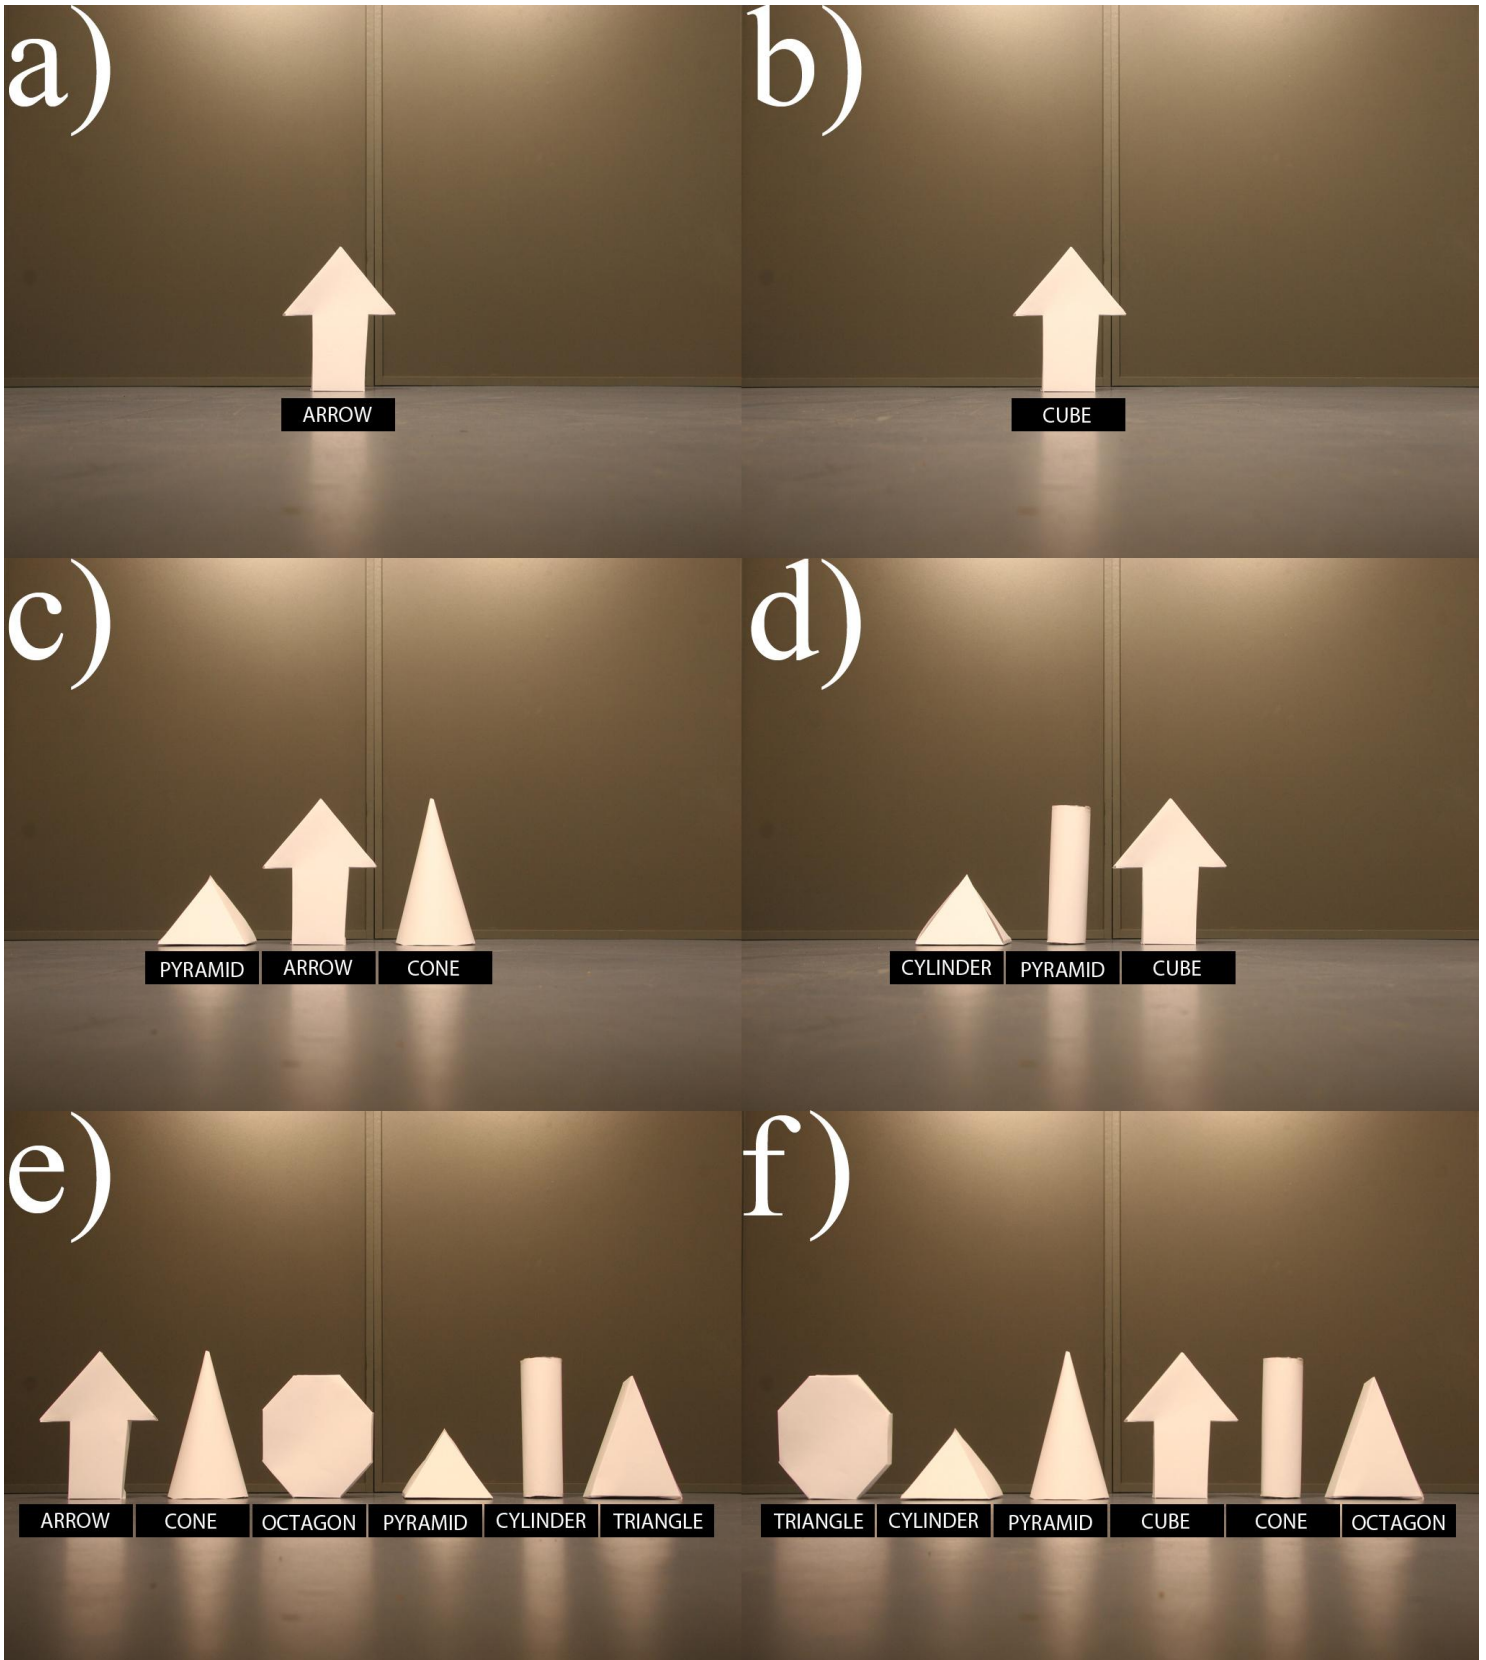 a)
b)
ARROW
CUBE
c)
d)
PYRAMID ARROW CONE
CYLINDER PYRAMID CUBE
e)
f)
ARROW CONE OCTAGON PYRAMID CYLINDER TRIANGLE
TRIANGLE CYLINDER PYRAMID CUBE CONE OCTAGON